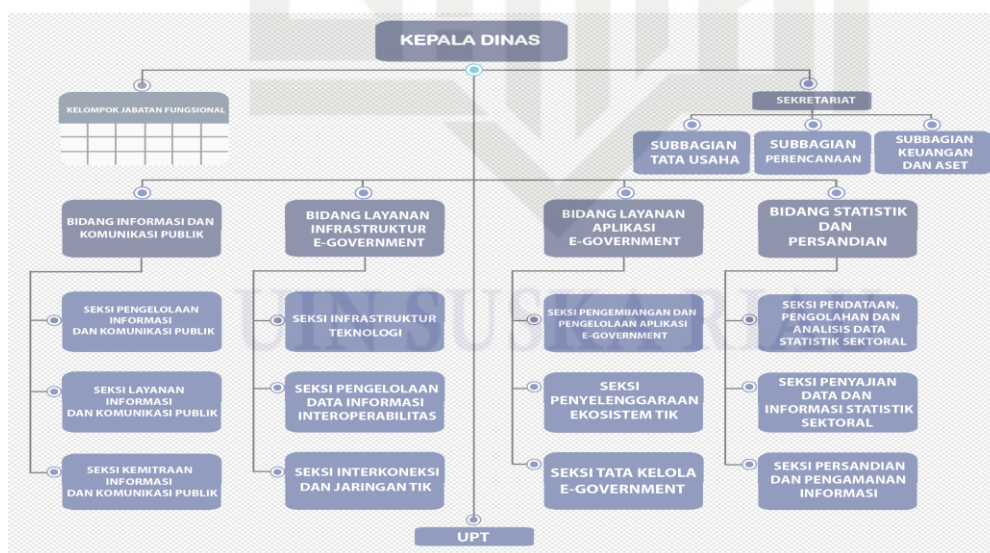 KEPALA DINAS
KELOMPOK JABATAN FUNGSIONAL
SEKRETARIAT
SUBBAGIAN
TATA USAHA
SUBBAGIAN
PERENCANAAN
SUBBAGIAN
KEUANGAN
DAN ASET
BIDANG INFORMASI DAN
KOMUNIKASI PUBLIK
BIDANG LAYANAN
INFRASTRUKTUR
E-GOVERNMENT
BIDANG LAYANAN
APLIKASI
E-GOVERNMENT
BIDANG STATISTIK
DAN
PERSANDIAN
SEKSI PENGELOLAAN
INFORMASI
DAN KOMUNIKASI PUBLIK
SEKSI INFRASTRUKTUR
TEKNOLOGI
SEKSI PENGEMBANGAN DAN
PENGELOLAAN APLIKASI
E-GOVERNMENT
SEKSI PENDATAAN,
PENGOLAHAN DAN
ANALISIS DATA
STATISTIK SEKTORAL
UIN SUSKA RIAU
SEKSI LAYANAN
INFORMASI
DAN KOMUNIKASI PUBLIK
SEKSI PENGELOLAAN
DATA INFORMASI
INTEROPERABILITAS
SEKSI
PENYELENGGARAAN
EKOSISTEM TIK
SEKSI PENYAJIAN
DATA DAN
INFORMASI STATISTIK
SEKTORAL
SEKSI KEMITRAAN
INFORMASI
DAN KOMUNIKASI PUBLIK
SEKSI INTERKONEKSI
DAN JARINGAN TIK
SEKSI TATA KELOLA
E-GOVERNMENT
SEKSI PERSANDIAN
DAN PENGAMANAN
INFORMASI
UPT